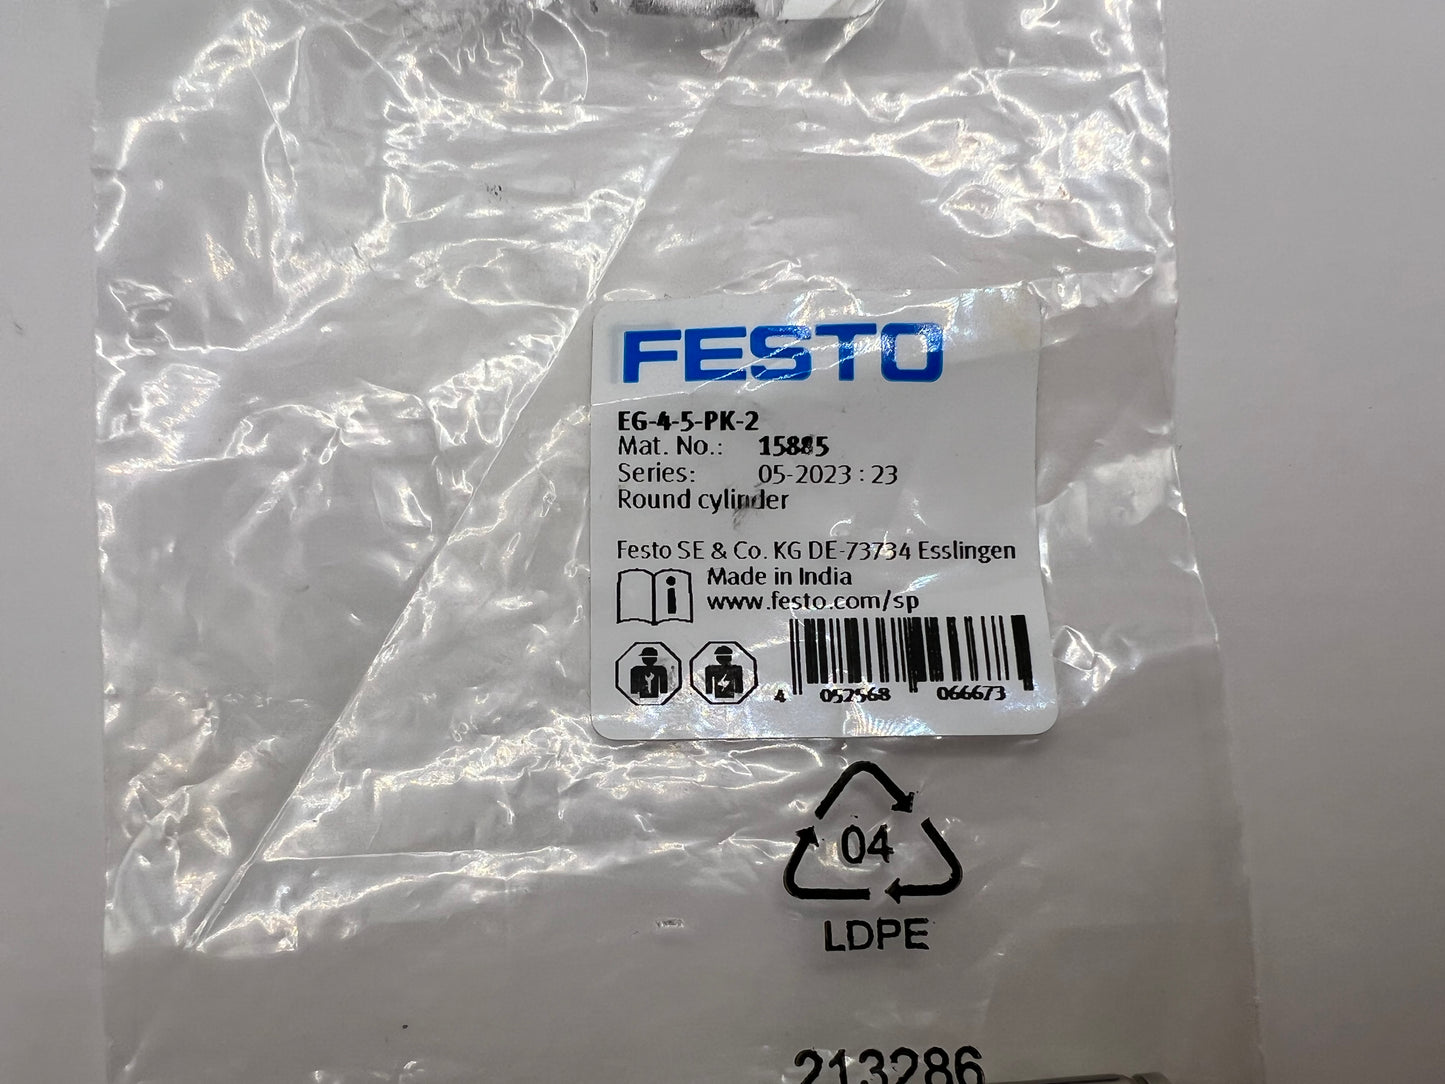 FESTO
EG-4-5-PK-2
Mat. No.: 15885
Series: 05-2023 : 23
Round cylinder
Festo SE & Co. KG DE-73734 Esslingen
Made in India
www.festo.com/sp
4 052568 066673
04
LDPE
213286